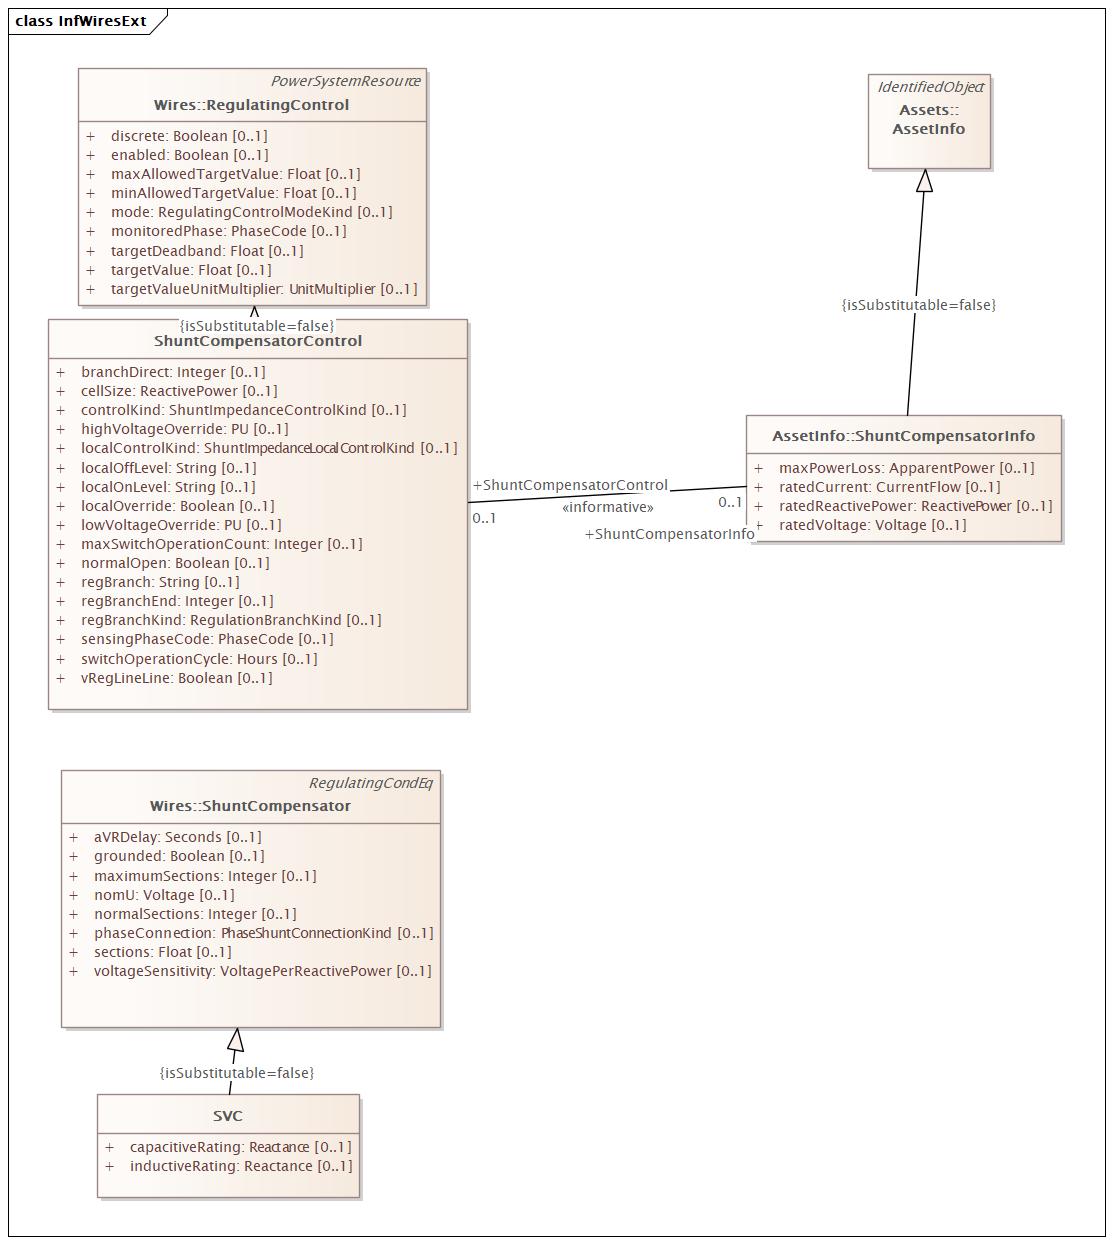 class InfWiresExt
PowerSystemResource
Wires::RegulatingControl
+ discrete: Boolean [0..1]
+ enabled: Boolean [0..1]
+ maxAllowedTargetValue: Float [0..1]
+ minAllowedTargetValue: Float [0..1]
+ mode: RegulatingControlModeKind [0..1]
+ monitoredPhase: PhaseCode [0..1]
+ targetDeadband: Float [0..1]
+ targetValue: Float [0..1]
+ targetValueUnitMultiplier: UnitMultiplier [0..1]
IdentifiedObject
Assets::
AssetInfo
{isSubstitutable=false}
{isSubstitutable=false}
ShuntCompensatorControl
+ branchDirect: Integer [0..1]
+ cellSize: ReactivePower [0..1]
+ controlKind: ShuntImpedanceControlKind [0..1]
+ highVoltageOverride: PU [0..1]
+ localControlKind: ShuntImpedanceLocalControlKind [0..1]
+ localOffLevel: String [0..1]
+ localOnLevel: String [0..1]
+ localOverride: Boolean [0..1]
+ lowVoltageOverride: PU [0..1]
+ maxSwitchOperationCount: Integer [0..1]
+ normalOpen: Boolean [0..1]
+ regBranch: String [0..1]
+ regBranchEnd: Integer [0..1]
+ regBranchKind: RegulationBranchKind [0..1]
+ sensingPhaseCode: PhaseCode [0..1]
+ switchOperationCycle: Hours [0..1]
+ vRegLineLine: Boolean [0..1]
+ShuntCompensatorControl
0..1
«informative»
0..1
+ShuntCompensatorInfo
AssetInfo::ShuntCompensatorInfo
+ maxPowerLoss: ApparentPower [0..1]
+ ratedCurrent: CurrentFlow [0..1]
+ ratedReactivePower: ReactivePower [0..1]
+ ratedVoltage: Voltage [0..1]
RegulatingCondEq
Wires::ShuntCompensator
+ aVRDelay: Seconds [0..1]
+ grounded: Boolean [0..1]
+ maximumSections: Integer [0..1]
+ nomU: Voltage [0..1]
+ normalSections: Integer [0..1]
+ phaseConnection: PhaseShuntConnectionKind [0..1]
+ sections: Float [0..1]
+ voltageSensitivity: VoltagePerReactivePower [0..1]
{isSubstitutable=false}
SVC
+ capacitiveRating: Reactance [0..1]
+ inductiveRating: Reactance [0..1]